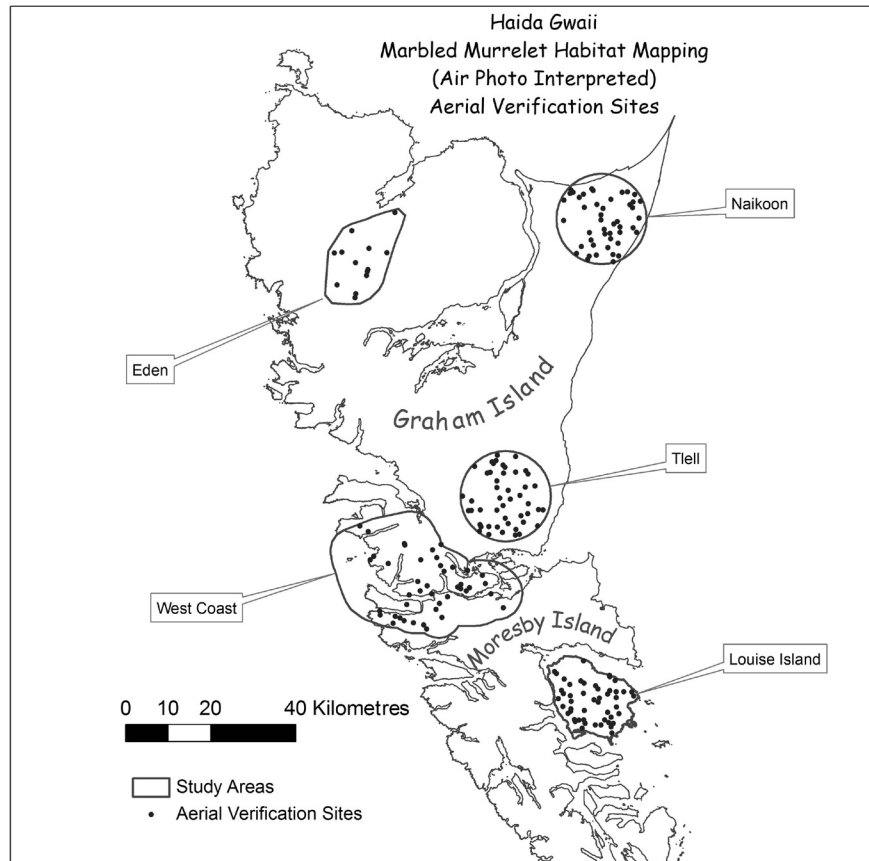 Haida Gwaii
Marbled Murrelet Habitat Mapping
(Air Photo Interpreted)
Aerial Verification Sites
Naikoon
Eden
Graham Island
Tlell
West Coast
Moresby Island
Louise Island
0 10 20 40 Kilometres
Study Areas
Aerial Verification Sites